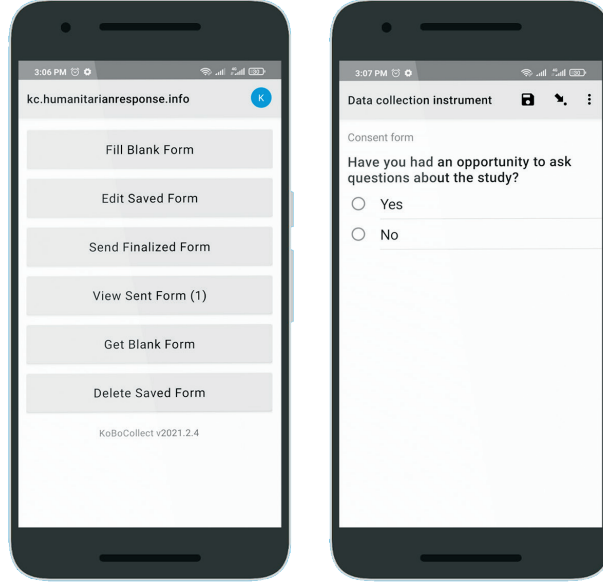 3:06 PM
kc.humanitarianresponse.info
K
Fill Blank Form
Edit Saved Form
Send Finalized Form
View Sent Form (1)
Get Blank Form
Delete Saved Form
KoBoCollect v2021.2.4
3:07 PM
Data collection instrument
Consent form
Have you had an opportunity to ask
questions about the study?
Yes
No